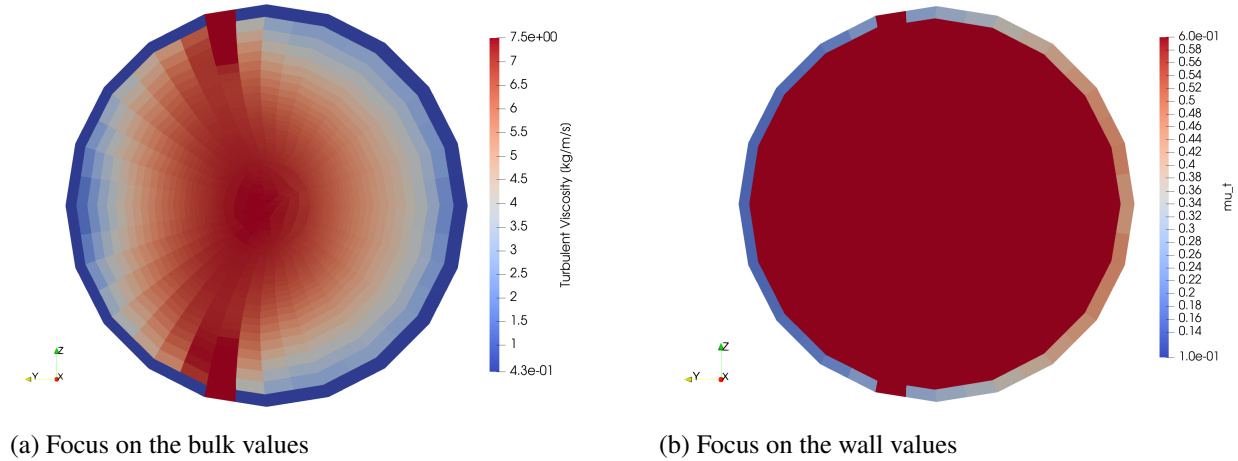 7.5e+00
7
6.5
6
5.5
5
4.5
4
3.5
3
2.5
2
1.5
1
4.3e-01
Turbulent Viscosity (kg/m/s)
Z
Y
X
6.0e-01
0.58
0.56
0.54
0.52
0.50
0.48
0.46
0.44
0.42
0.40
0.38
0.36
0.34
0.32
0.30
0.28
0.26
0.24
0.22
0.20
0.18
0.16
0.14
1.0e-01
mu_t
Z
Y
X
(a) Focus on the bulk values
(b) Focus on the wall values